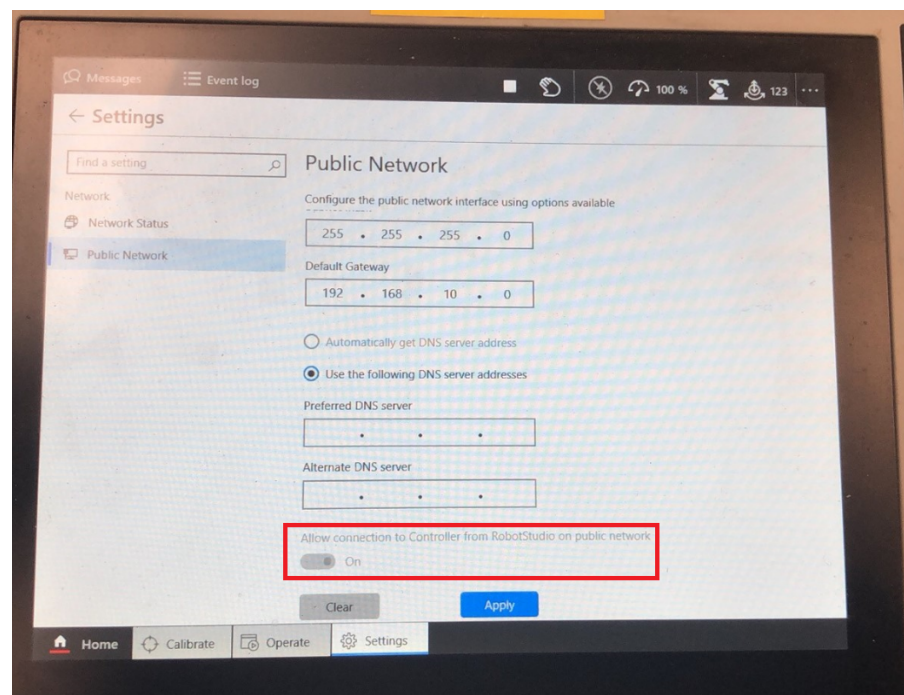 Messages
Event log
100 %
123
...
← Settings
Find a setting
Public Network
Network
Configure the public network interface using options available
Network Status
255 . 255 . 255 . 0
Public Network
Default Gateway
192 . 168 . 10 . 0
Automatically get DNS server address
Use the following DNS server addresses
Preferred DNS server
. . .
Alternate DNS server
. . .
Allow connection to Controller from RobotStudio on public network
On
Clear
Apply
Home
Calibrate
Operate
Settings